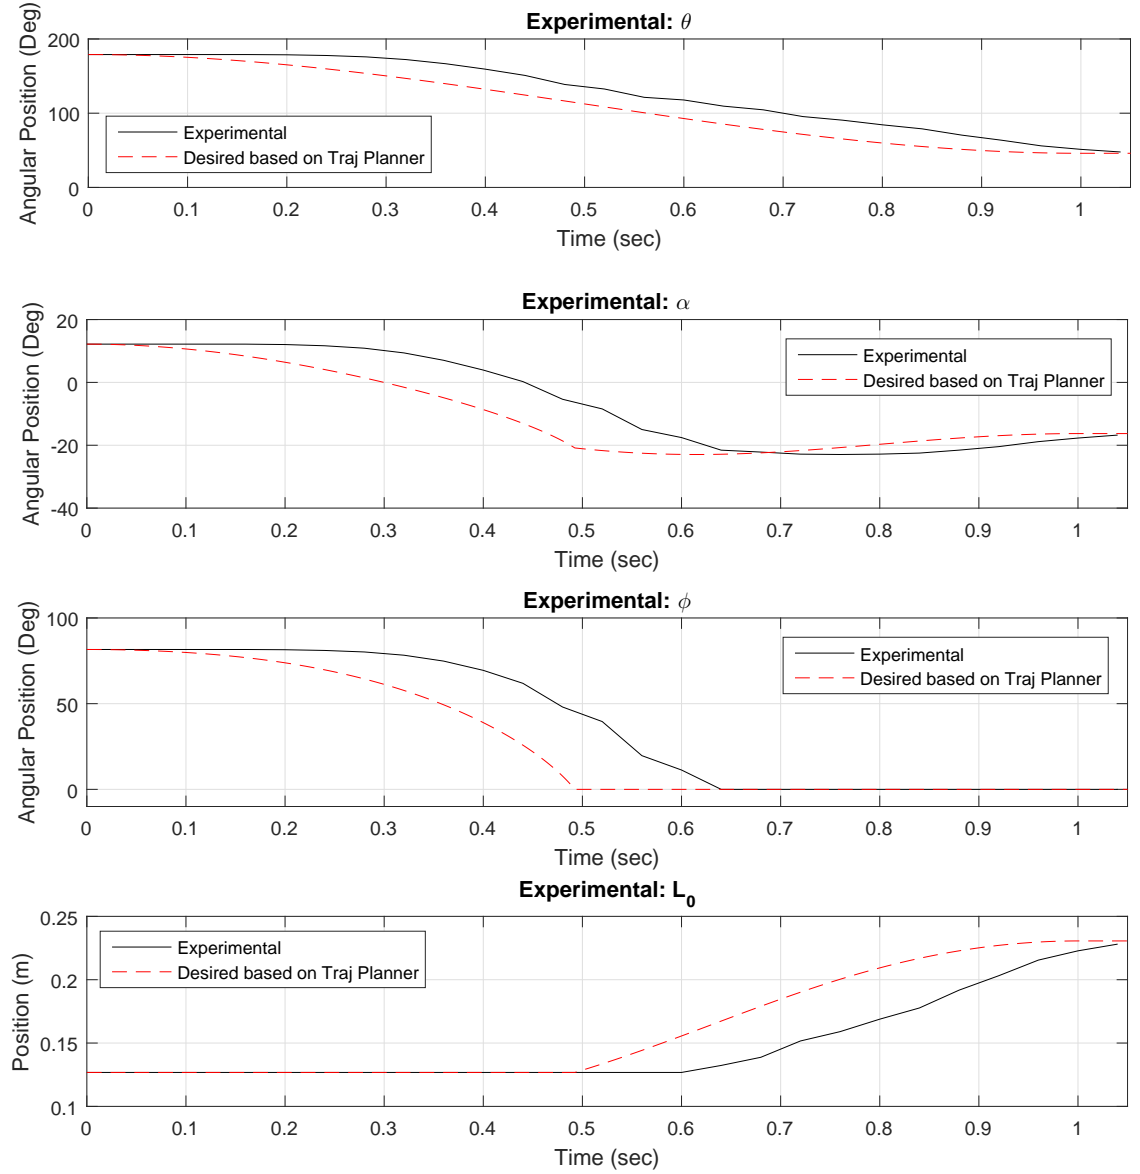 Experimental: θ
Angular Position (Deg)
200
100
0
Experimental
Desired based on Traj Planner
0 0.1 0.2 0.3 0.4 0.5 0.6 0.7 0.8 0.9 1
Time (sec)
Experimental: α
Angular Position (Deg)
20
0
-20
-40
Experimental
Desired based on Traj Planner
0 0.1 0.2 0.3 0.4 0.5 0.6 0.7 0.8 0.9 1
Time (sec)
Experimental: ϕ
Angular Position (Deg)
100
50
0
Experimental
Desired based on Traj Planner
0 0.1 0.2 0.3 0.4 0.5 0.6 0.7 0.8 0.9 1
Time (sec)
Experimental: L₀
Position (m)
0.25
0.2
0.15
0.1
Experimental
Desired based on Traj Planner
0 0.1 0.2 0.3 0.4 0.5 0.6 0.7 0.8 0.9 1
Time (sec)